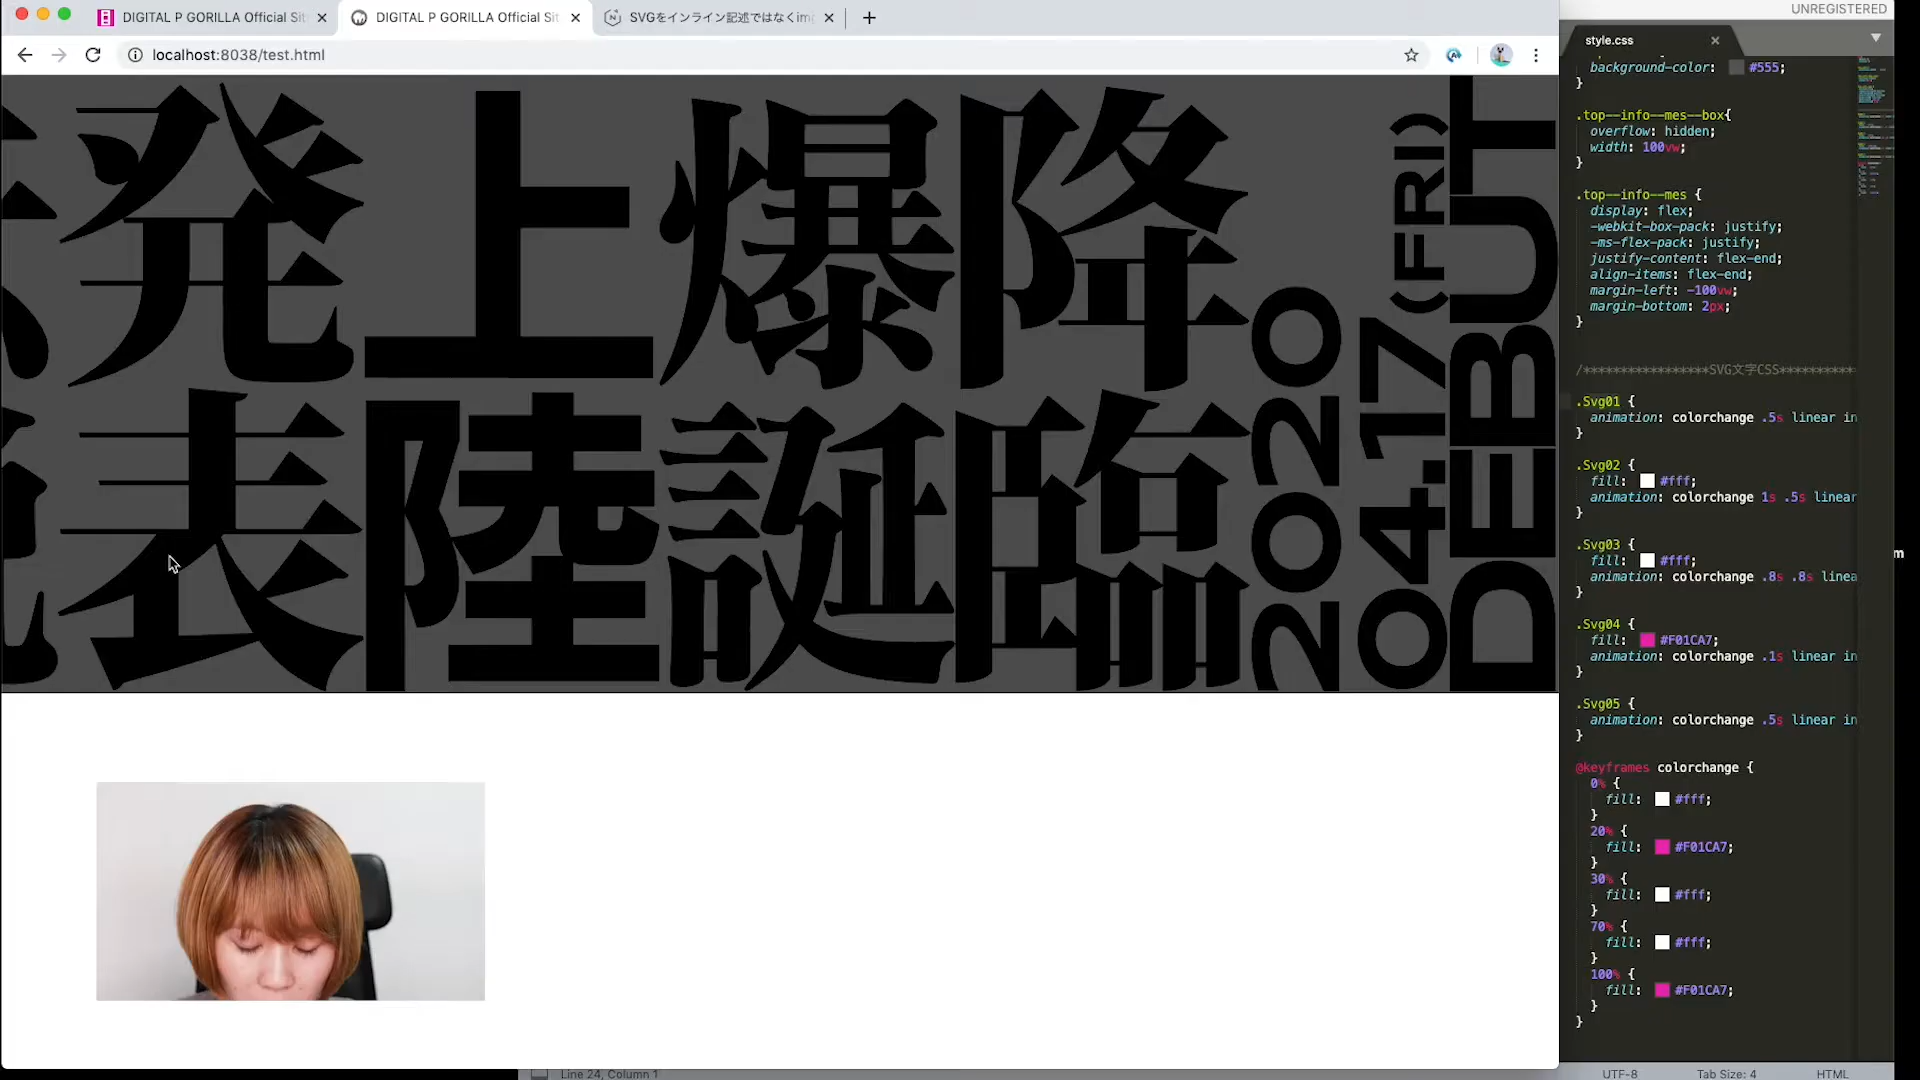 DIGITAL P GORILLA Official Sit
DIGITAL P GORILLA Official Sit
SVGをインライン記述ではなくimg
localhost:8038/test.html
発上爆降
表陸誕臨
2020
04.17(FRI)
DEBUT
UNREGISTERED
style.css
background-color: #555;
}
.top--info--mes--box{
overflow: hidden;
width: 100vw;
}
.top--info--mes {
display: flex;
-webkit-box-pack: justify;
-ms-flex-pack: justify;
justify-content: flex-end;
align-items: flex-end;
margin-left: -100vw;
margin-bottom: 2px;
}
/******************SVG文字CSS***********
.Svg01 {
animation: colorchange .5s linear in
}
.Svg02 {
fill: #fff;
animation: colorchange 1s .5s linear
}
.Svg03 {
fill: #fff;
animation: colorchange .8s .8s linea
}
.Svg04 {
fill: #F01CA7;
animation: colorchange .1s linear in
}
.Svg05 {
animation: colorchange .5s linear in
}
@keyframes colorchange {
0% {
fill: #fff;
}
20% {
fill: #F01CA7;
}
30% {
fill: #fff;
}
70% {
fill: #fff;
}
100% {
fill: #F01CA7;
}
}
m
Line 24, Column 1
UTF-8
Tab Size: 4
HTML